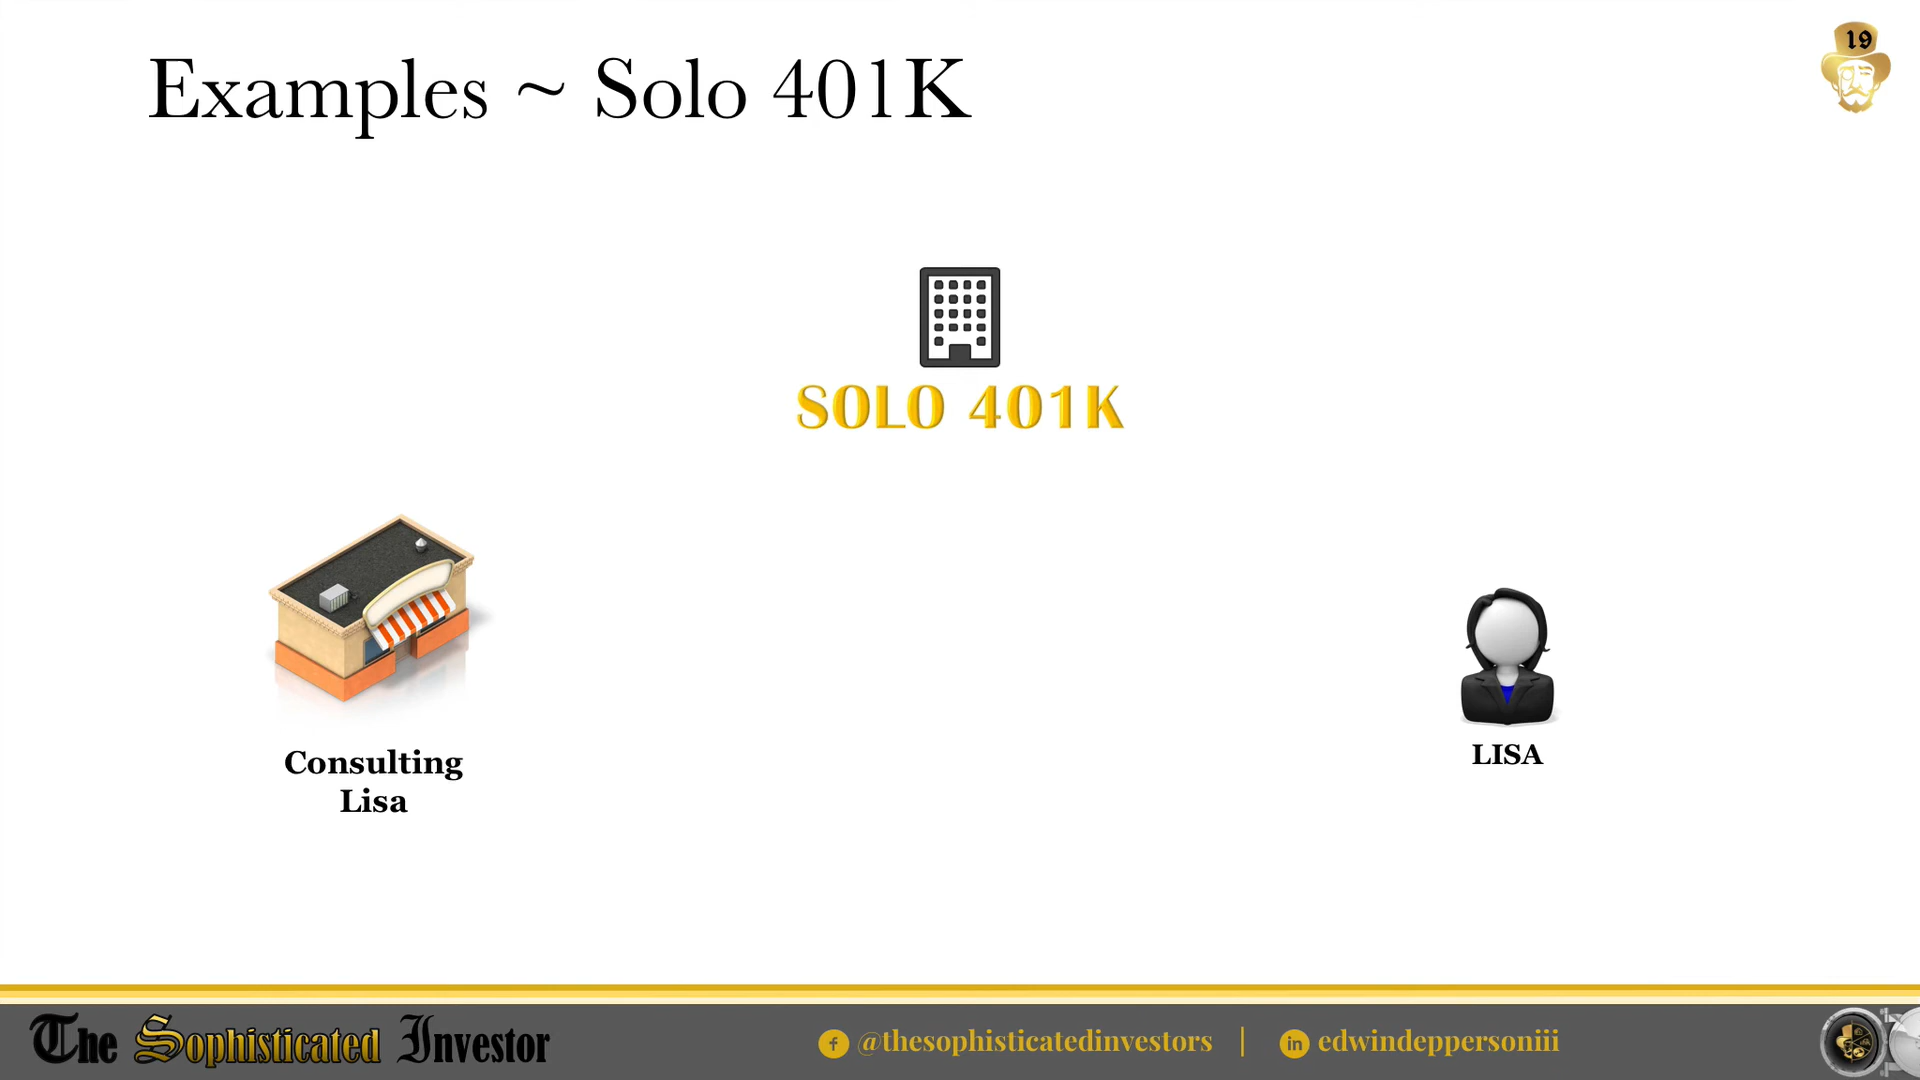 Examples ~ Solo 401K
19
SOLO 401K
Consulting
Lisa
LISA
The Sophisticated Investor
@thesophisticatedinvestors | edwindeppersoniii